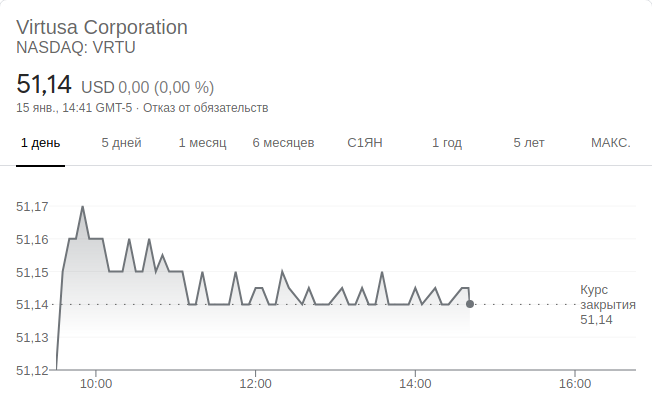 Virtusa Corporation
NASDAQ: VRTU
51,14 USD 0,00 (0,00 %)
15 янв., 14:41 GMT-5 · Отказ от обязательств
1 день 5 дней 1 месяц 6 месяцев С1ЯН 1 год 5 лет МАКС.
51,17
51,16
51,15
51,14
51,13
51,12
Курс
закрытия
51,14
10:00 12:00 14:00 16:00